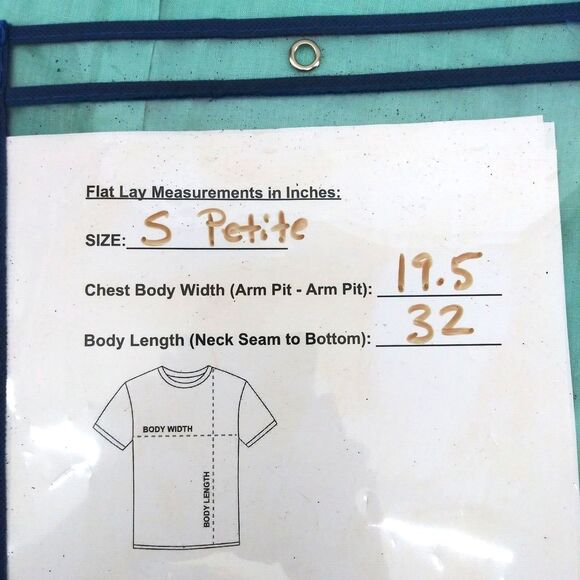 Flat Lay Measurements in Inches:
SIZE: S Petite
Chest Body Width (Arm Pit - Arm Pit): 19.5
Body Length (Neck Seam to Bottom): 32
BODY WIDTH
BODY LENGTH